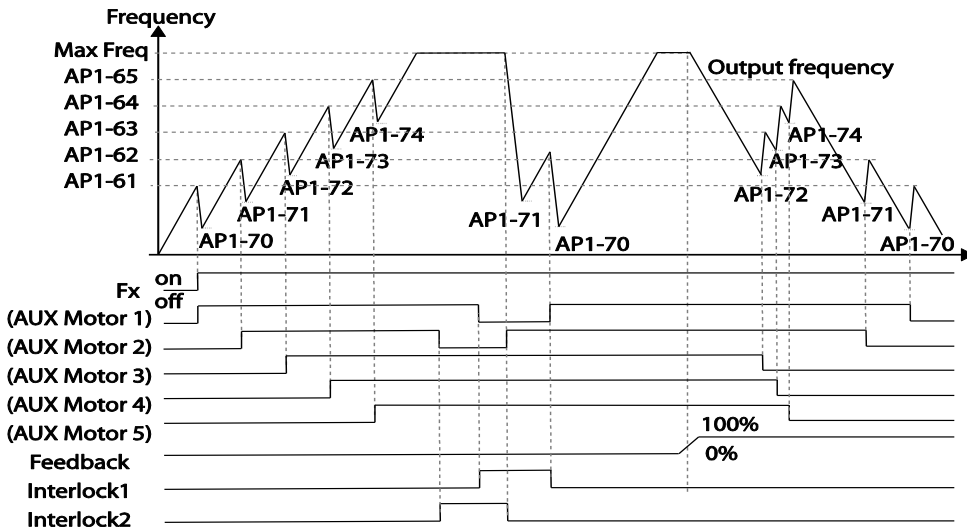 Frequency
Max Freq
AP1-65
AP1-64
AP1-63
AP1-62
AP1-61
Output frequency
AP1-74
AP1-73
AP1-72
AP1-71
AP1-70
AP1-71
AP1-70
AP1-74
AP1-73
AP1-72
AP1-71
AP1-70
on
Fx
off
(AUX Motor 1)
(AUX Motor 2)
(AUX Motor 3)
(AUX Motor 4)
(AUX Motor 5)
100%
Feedback
0%
Interlock1
Interlock2